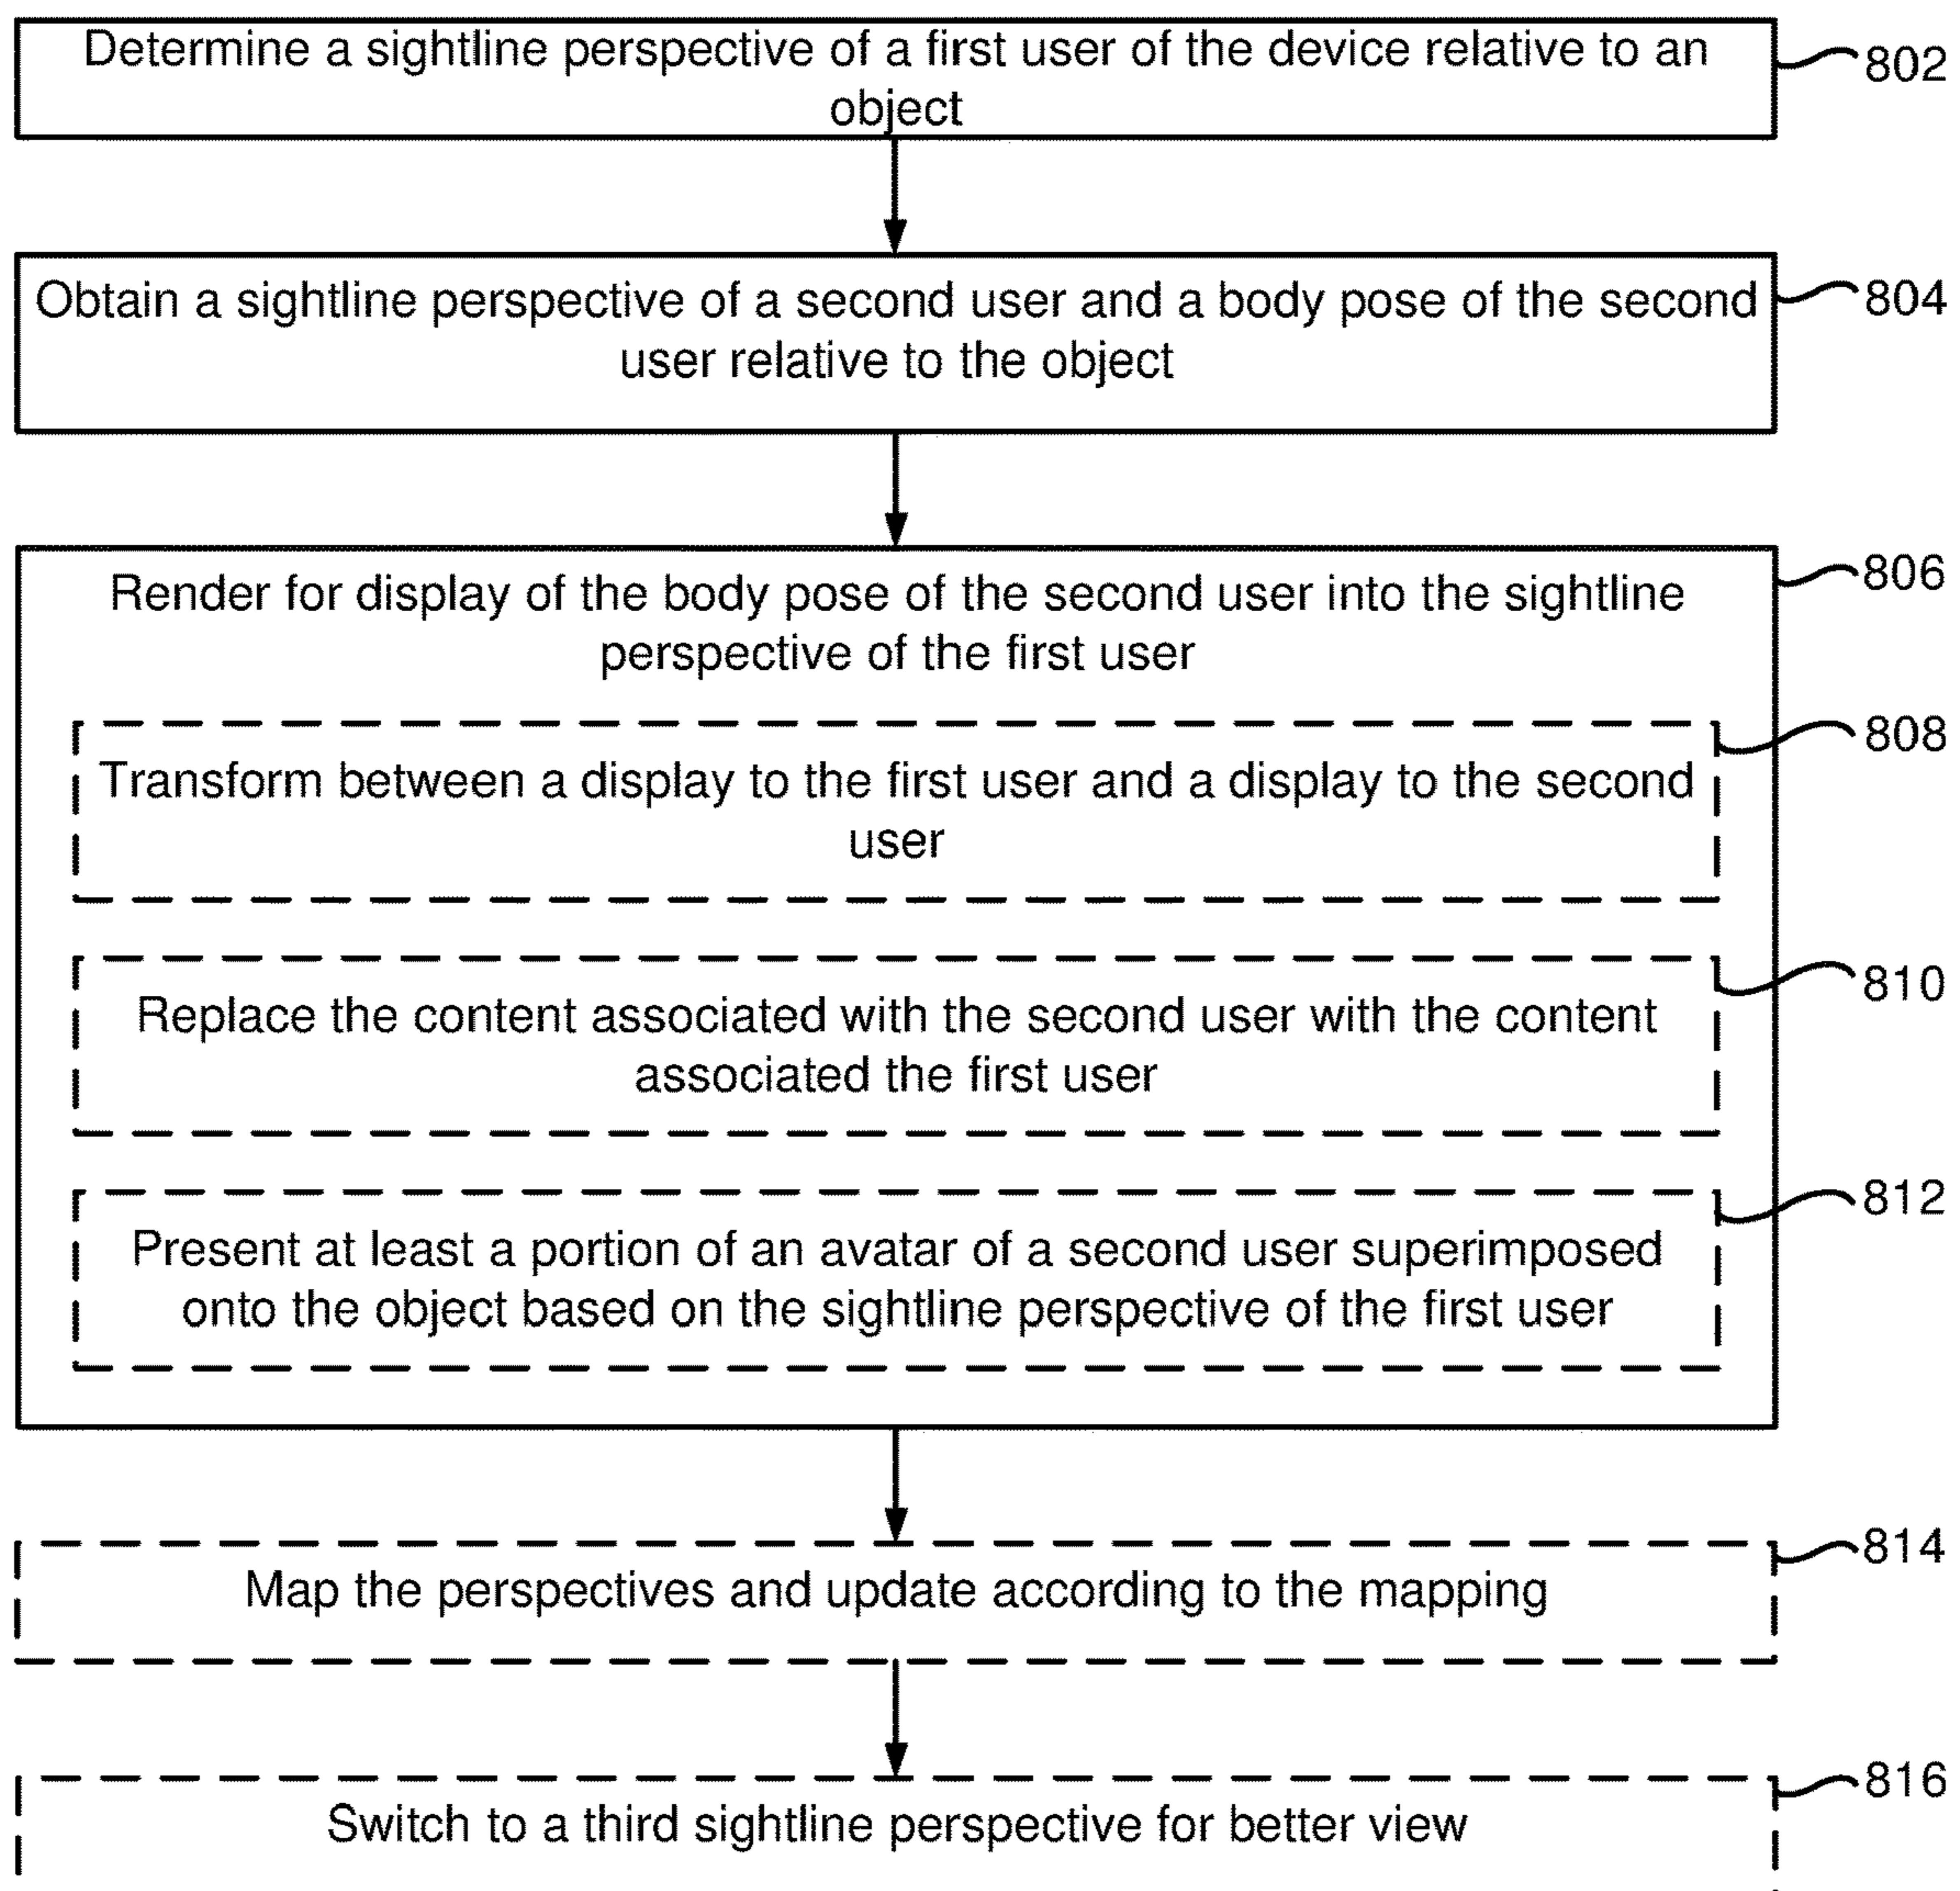 Determine a sightline perspective of a first user of the device relative to an
object
802
Obtain a sightline perspective of a second user and a body pose of the second
user relative to the object
804
Render for display of the body pose of the second user into the sightline
perspective of the first user
806
Transform between a display to the first user and a display to the second
user
808
Replace the content associated with the second user with the content
associated the first user
810
Present at least a portion of an avatar of a second user superimposed
onto the object based on the sightline perspective of the first user
812
Map the perspectives and update according to the mapping
814
Switch to a third sightline perspective for better view
816